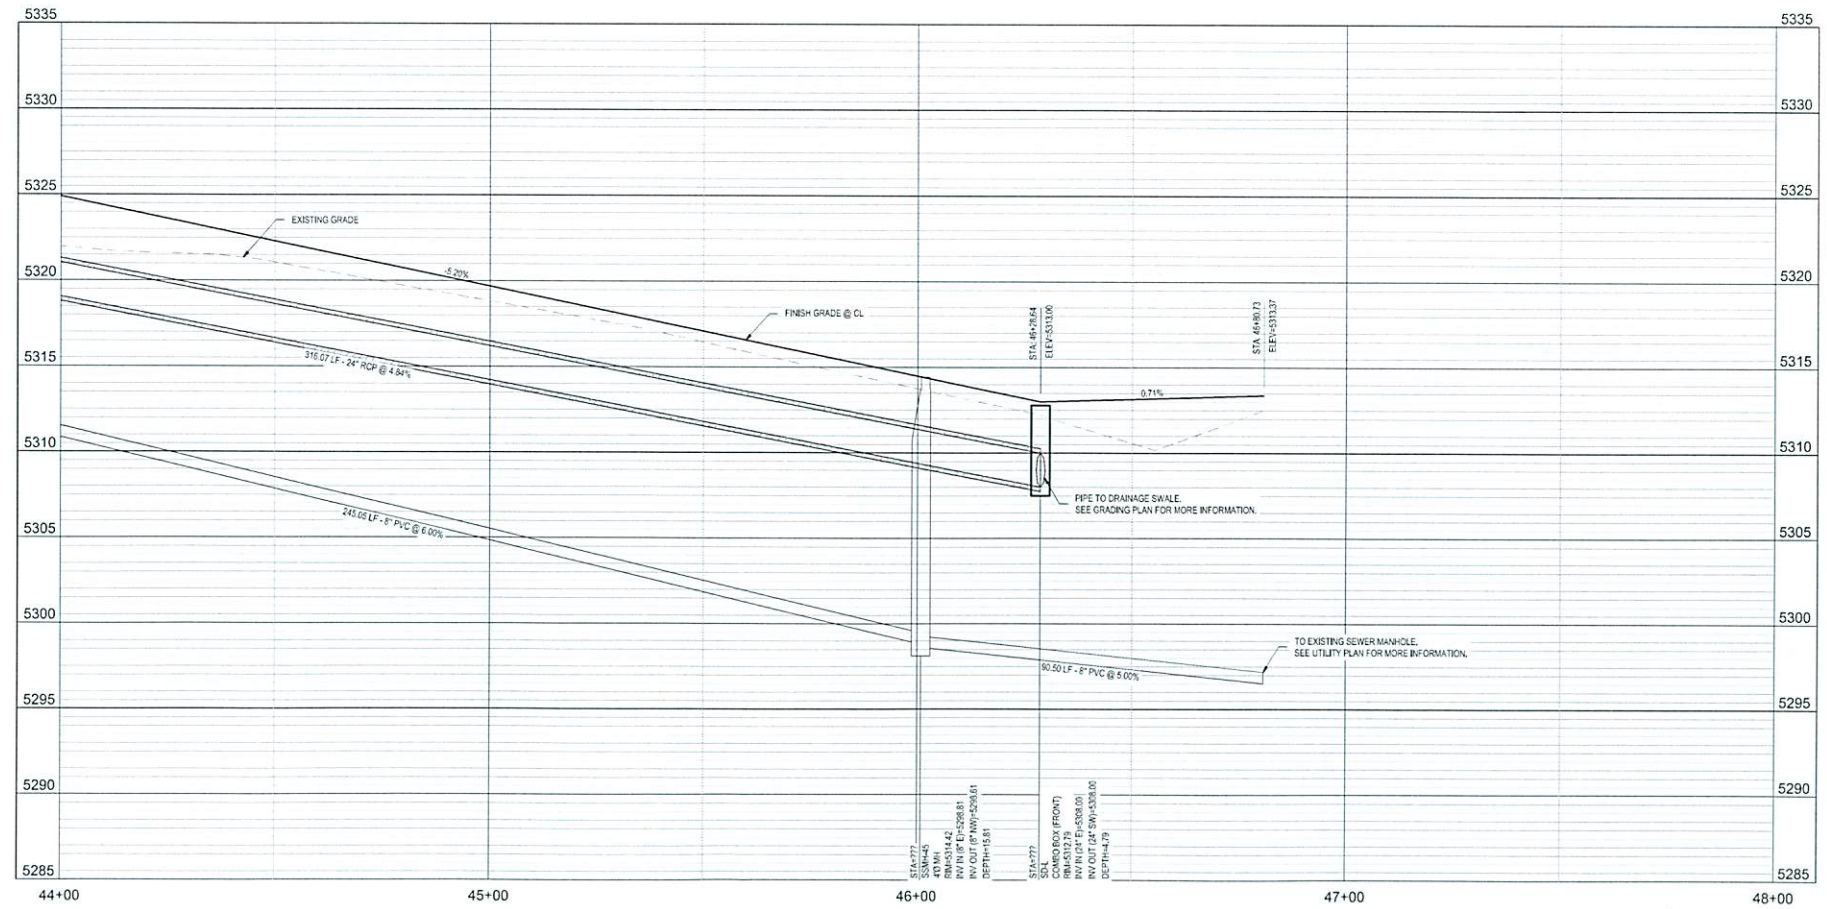 5335
5335
5330
5330
5325
5325
EXISTING GRADE
5320
5320
-5.20%
FINISH GRADE @ CL
STA: 46+28.64
ELEV=5313.00
STA: 46+80.73
ELEV=5313.37
5315
5315
316.07 LF - 24" RCP @ 4.84%
0.71%
5310
5310
PIPE TO DRAINAGE SWALE.
SEE GRADING PLAN FOR MORE INFORMATION.
245.05 LF - 8" PVC @ 6.00%
5305
5305
5300
5300
TO EXISTING SEWER MANHOLE.
SEE UTILITY PLAN FOR MORE INFORMATION.
90.50 LF - 8" PVC @ 5.00%
5295
5295
5290
5290
STA=???
SSMH-45
MH
RIM=5314.42
INV IN (8" E)=5298.81
INV OUT (8" NW)=5298.61
DEPTH=15.81
STA=???
SD-L
COMBO BOX (FRONT)
RIM=5312.79
INV IN (24" E)=5308.00
INV OUT (24" SW)=5308.00
DEPTH=4.79
5285
5285
44+00
45+00
46+00
47+00
48+00